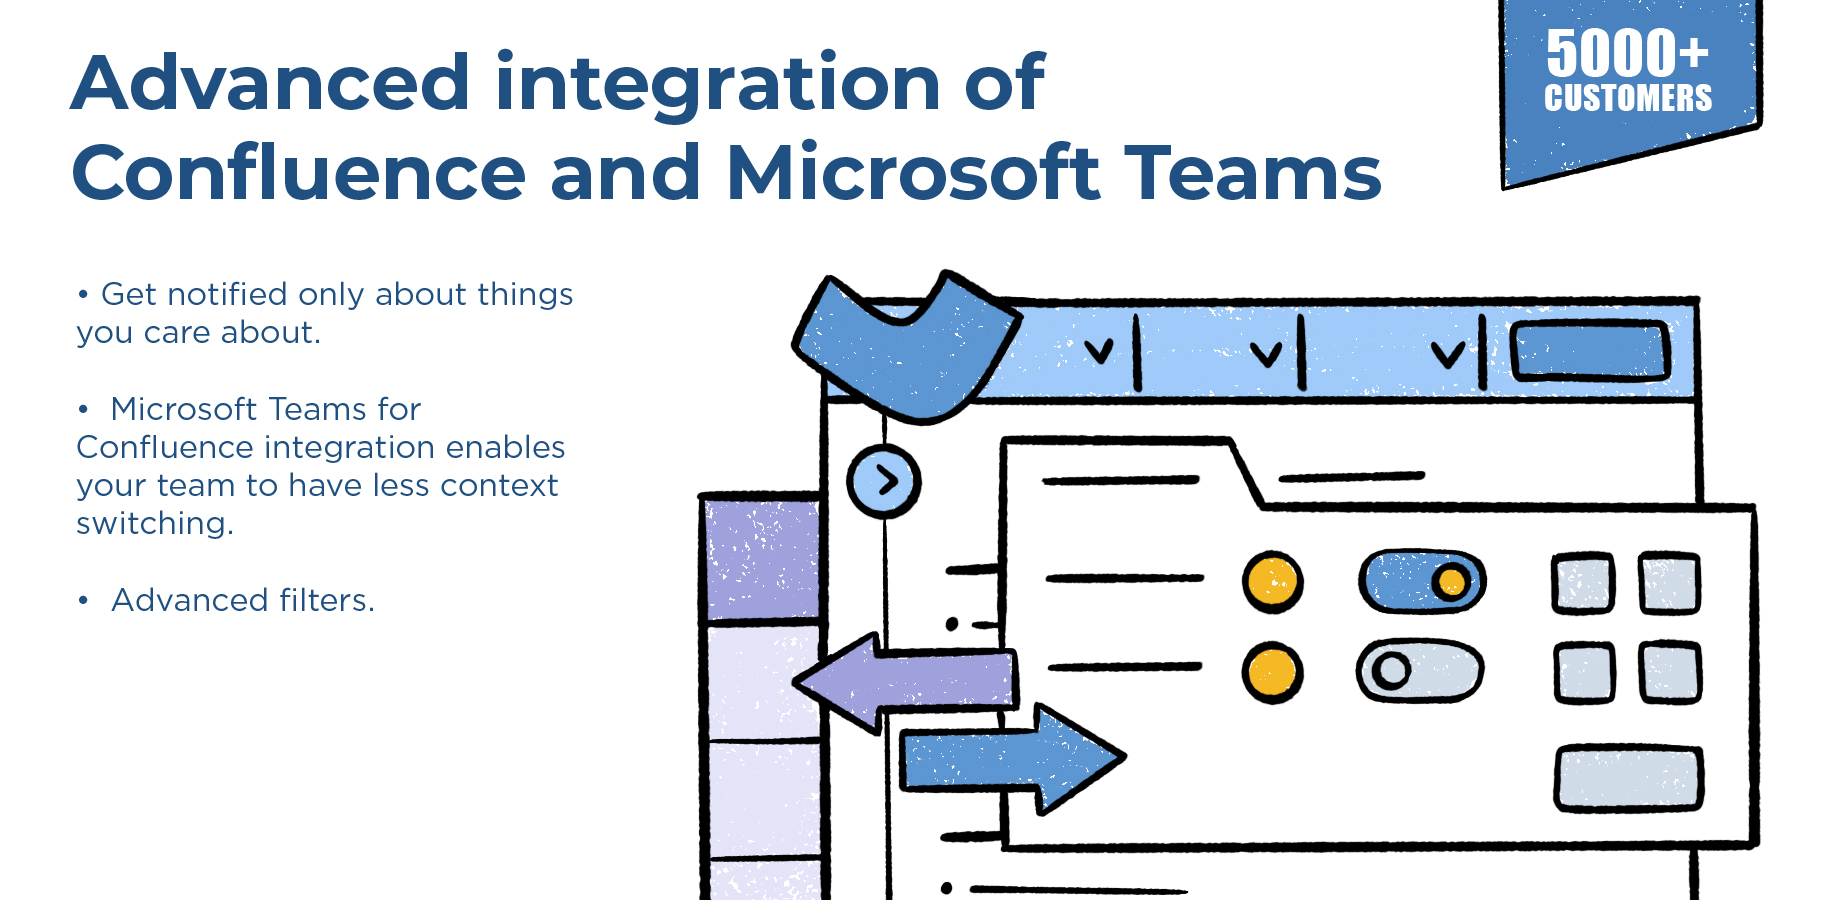 Advanced integration of
Confluence and Microsoft Teams
5000+
CUSTOMERS
• Get notified only about things
you care about.
• Microsoft Teams for
Confluence integration enables
your team to have less context
switching.
• Advanced filters.